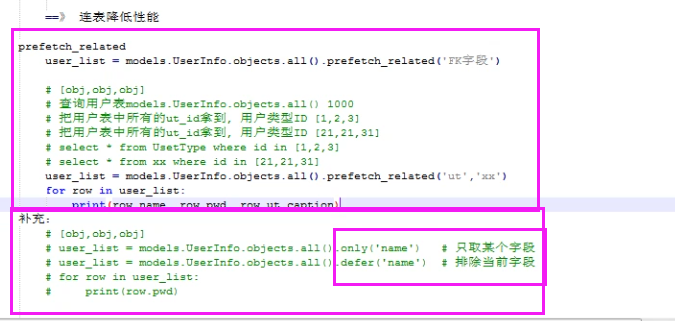 ==》 连表降低性能
prefetch_related
user_list = models.UserInfo.objects.all().prefetch_related('FK字段')
# [obj,obj,obj]
# 查询用户表models.UserInfo.objects.all() 1000
# 把用户表中所有的ut_id拿到, 用户类型ID [1,2,3]
# 把用户表中所有的ut_id拿到, 用户类型ID [21,21,31]
# select * from UsetType where id in [1,2,3]
# select * from xx where id in [21,21,31]
user_list = models.UserInfo.objects.all().prefetch_related('ut','xx')
for row in user_list:
print(row.name, row.pwd, row.ut.caption)
补充:
# [obj,obj,obj]
# user_list = models.UserInfo.objects.all().only('name') # 只取某个字段
# user_list = models.UserInfo.objects.all().defer('name') # 排除当前字段
# for row in user_list:
# print(row.pwd)